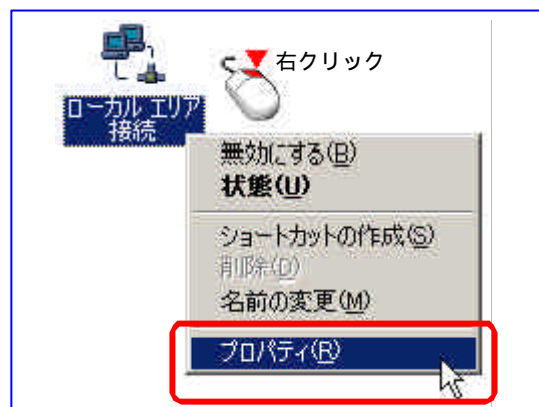 右クリック
ローカル エリア
接続
無効にする(B)
状態(U)
ショートカットの作成(S)
削除(D)
名前の変更(M)
プロパティ(R)